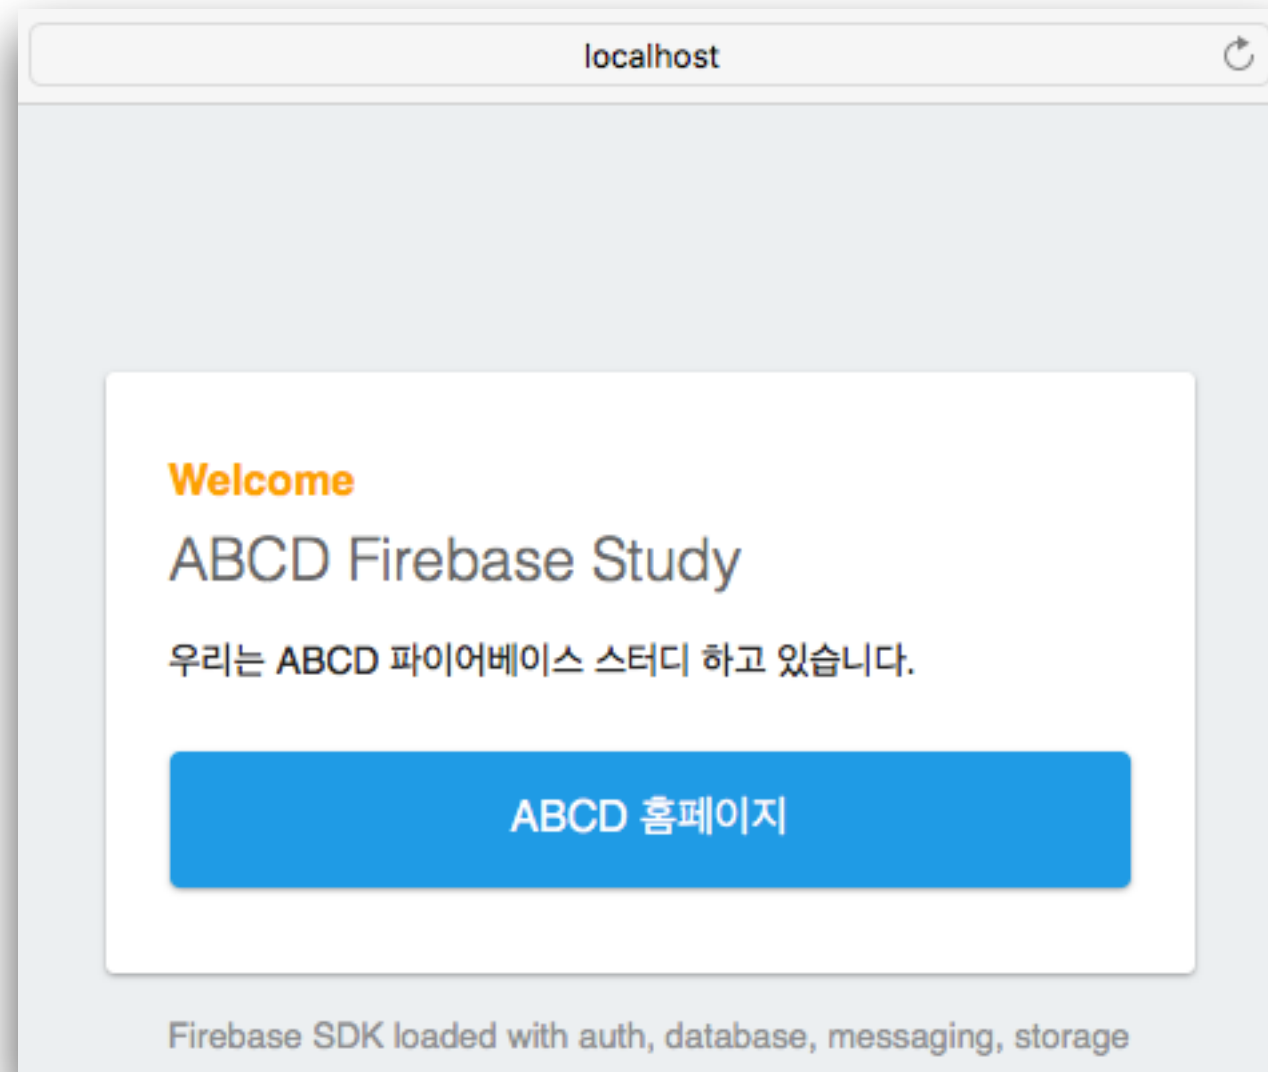 localhost
Welcome
ABCD Firebase Study
우리는 ABCD 파이어베이스 스터디 하고 있습니다.
ABCD 홈페이지
Firebase SDK loaded with auth, database, messaging, storage